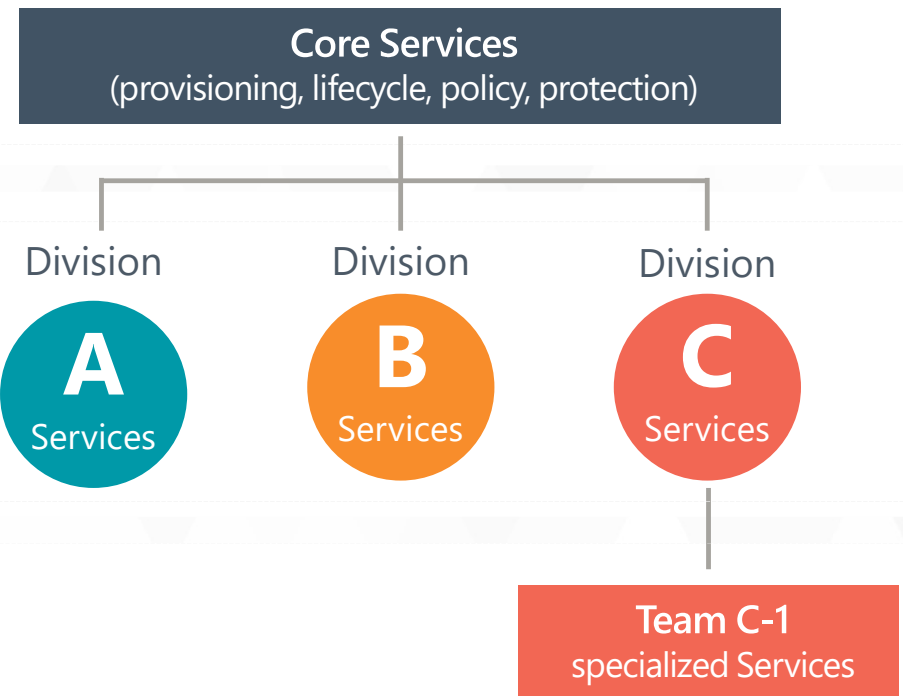 Core Services
(provisioning, lifecycle, policy, protection)
Division
Division
Division
A
Services
B
Services
C
Services
Team C-1
specialized Services